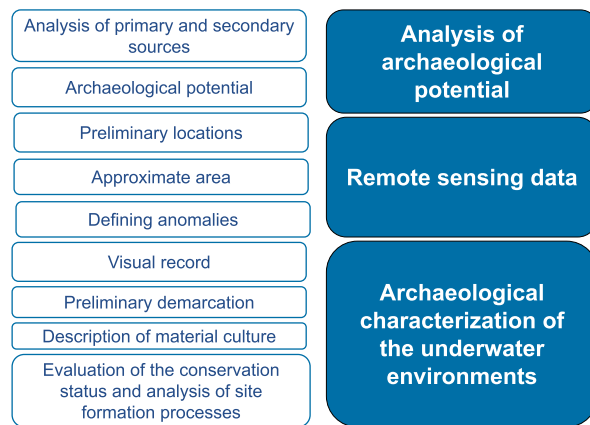 Analysis of primary and secondary
sources
Archaeological potential
Preliminary locations
Approximate area
Defining anomalies
Visual record
Preliminary demarcation
Description of material culture
Evaluation of the conservation
status and analysis of site
formation processes
Analysis of
archaeological
potential
Remote sensing data
Archaeological
characterization of
the underwater
environments